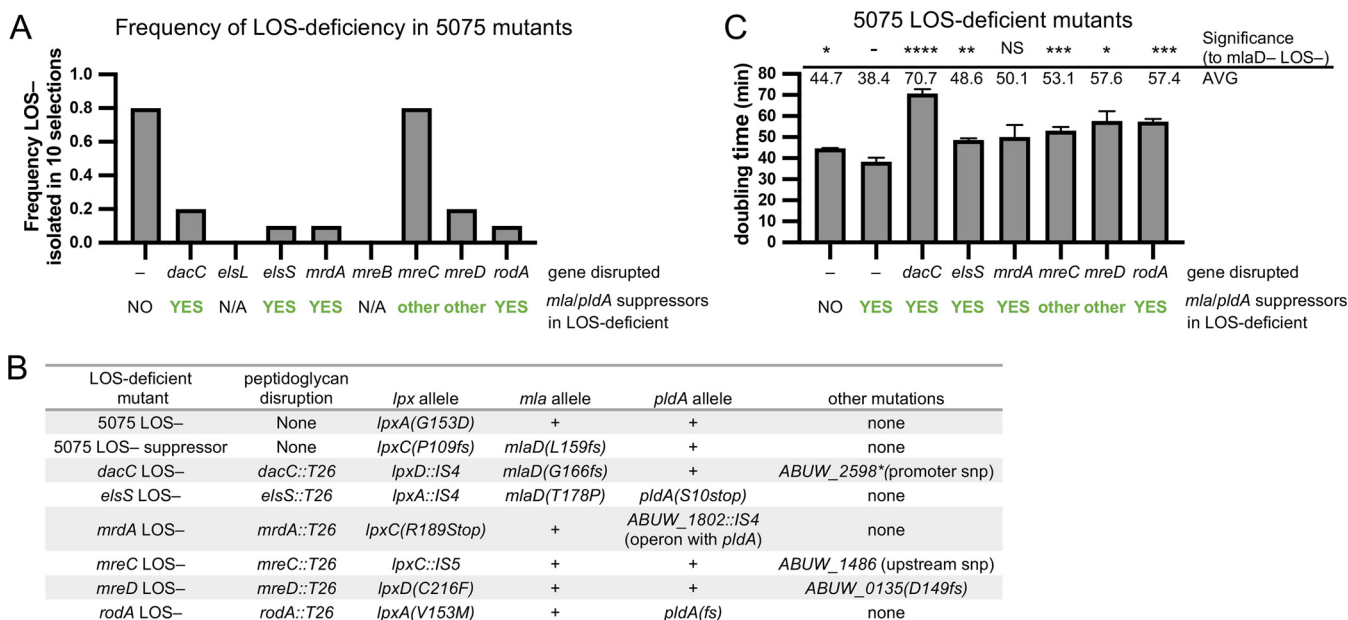 A
Frequency of LOS-deficiency in 5075 mutants
Frequency LOS–
isolated in 10 selections
1.0
0.8
0.6
0.4
0.2
0.0
– dacC elsL elsS mrdA mreB mreC mreD rodA gene disrupted
NO YES N/A YES YES N/A other other YES mla/pldA suppressors
in LOS-deficient
C
5075 LOS-deficient mutants
* - **** ** NS *** * *** Significance
(to mlaD– LOS–)
44.7 38.4 70.7 48.6 50.1 53.1 57.6 57.4 AVG
doubling time (min)
80
70
60
50
40
30
20
10
0
– – dacC elsS mrdA mreC mreD rodA gene disrupted
NO YES YES YES YES other other YES mla/pldA suppressors
in LOS-deficient
B
LOS-deficient
mutant
peptidoglycan
disruption
lpx allele mla allele pldA allele other mutations
5075 LOS– None lpxA(G153D) + + none
5075 LOS– suppressor None lpxC(P109fs) mlaD(L159fs) + none
dacC LOS– dacC::T26 lpxD::IS4 mlaD(G166fs) + ABUW_2598*(promoter snp)
elsS LOS– elsS::T26 lpxA::IS4 mlaD(T178P) pldA(S10stop) none
mrdA LOS– mrdA::T26 lpxC(R189Stop) + ABUW_1802::IS4
(operon with pldA) none
mreC LOS– mreC::T26 lpxC::IS5 + + ABUW_1486 (upstream snp)
mreD LOS– mreD::T26 lpxD(C216F) + + ABUW_0135(D149fs)
rodA LOS– rodA::T26 lpxA(V153M) + pldA(fs) none